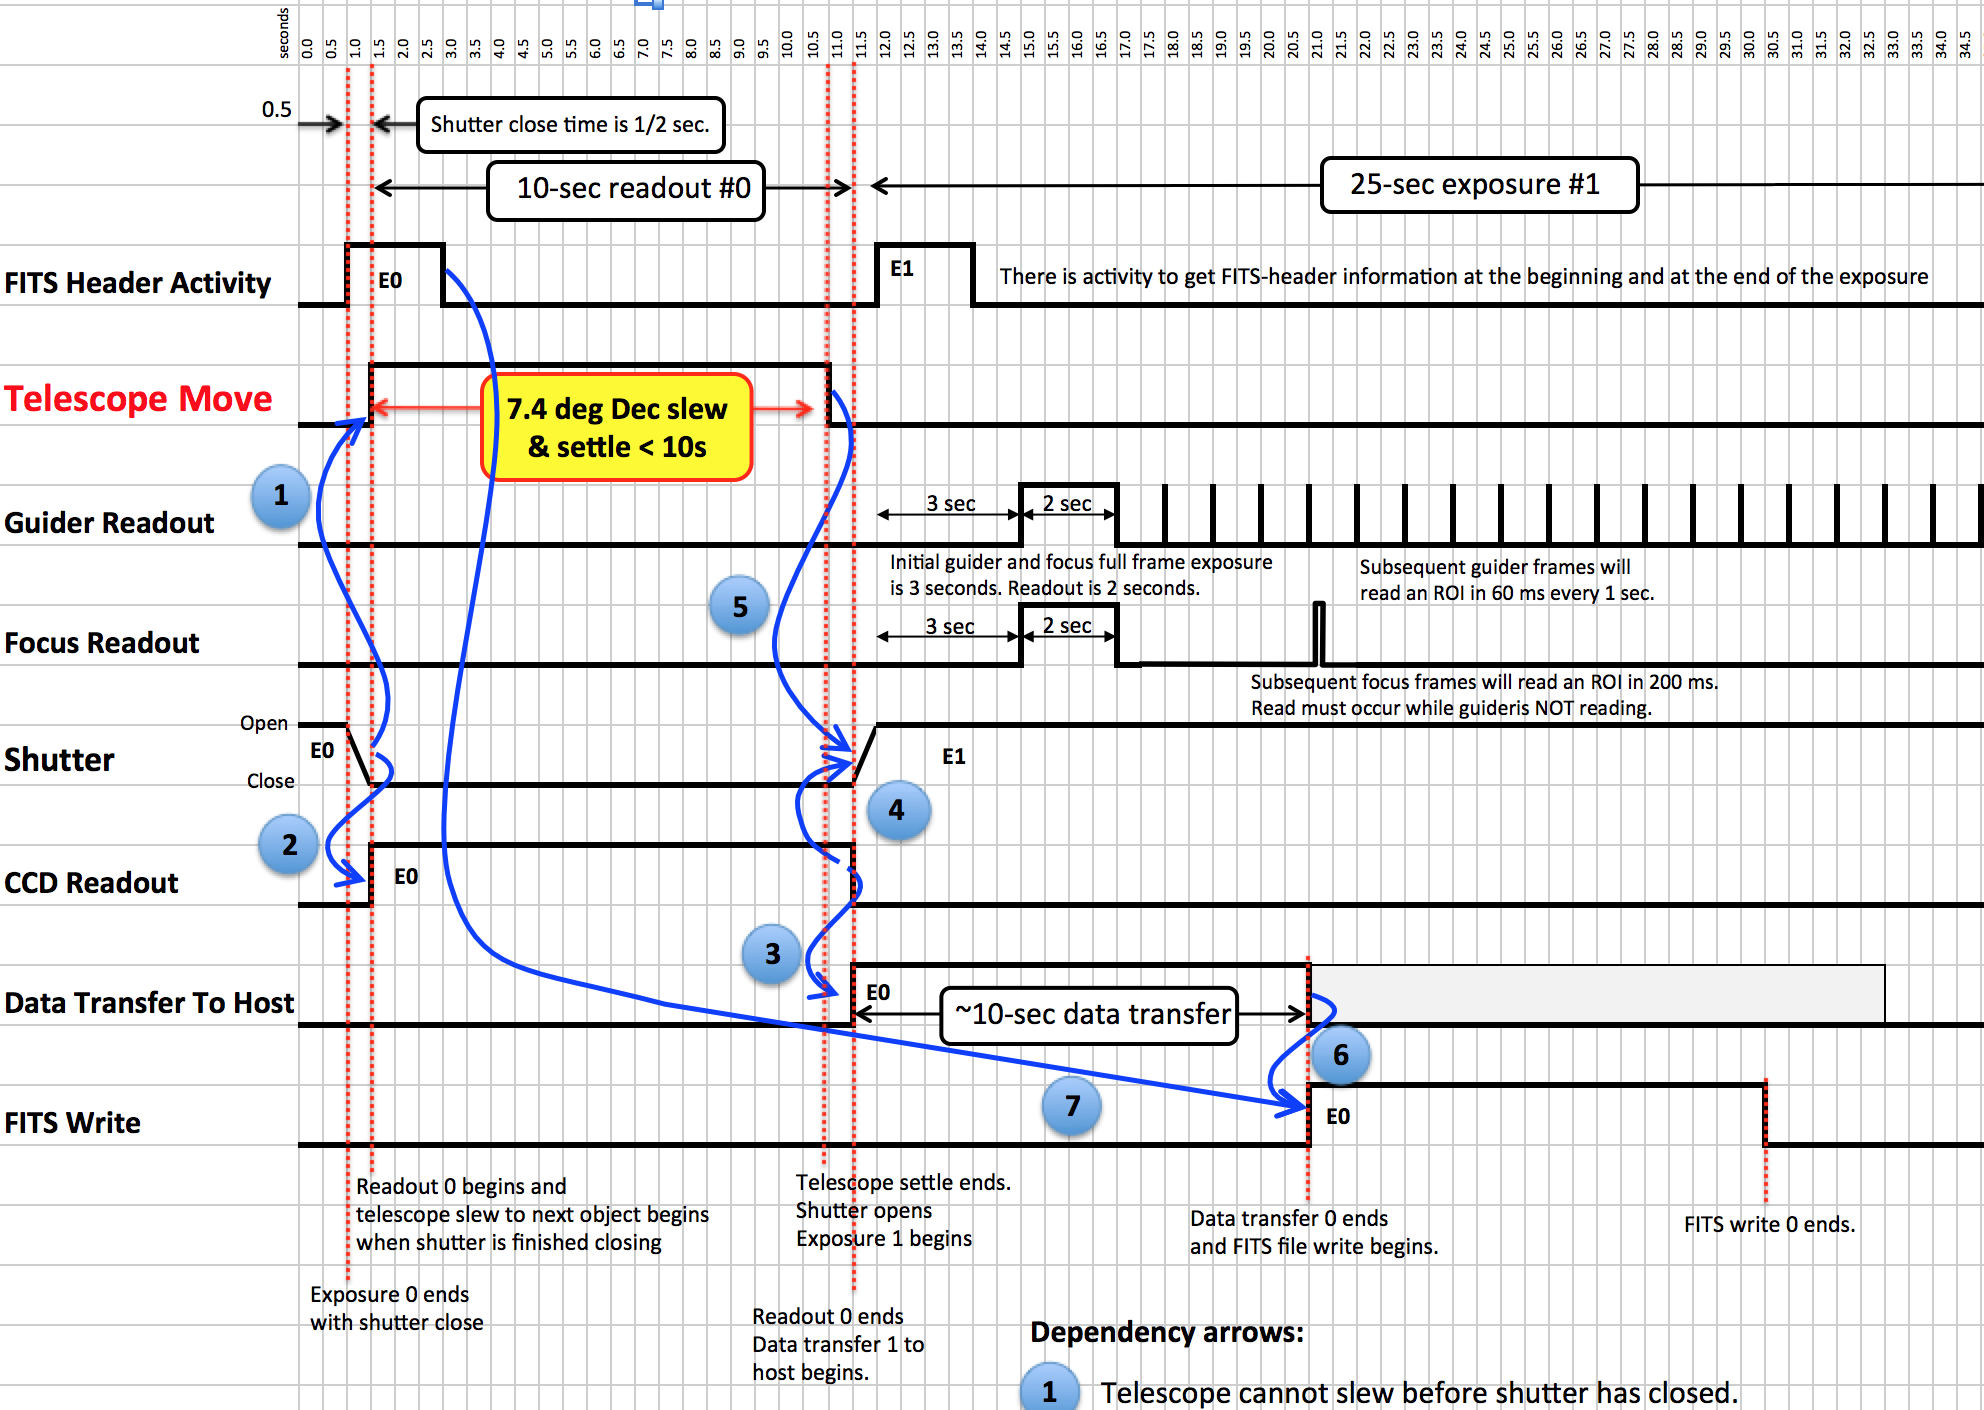 seconds 0.0 0.5 1.0 1.5 2.0 2.5 3.0 3.5 4.0 4.5 5.0 5.5 6.0 6.5 7.0 7.5 8.0 8.5 9.0 9.5 10.0 10.5 11.0 11.5 12.0 12.5 13.0 13.5 14.0 14.5 15.0 15.5 16.0 16.5 17.0 17.5 18.0 18.5 19.0 19.5 20.0 20.5 21.0 21.5 22.0 22.5 23.0 23.5 24.0 24.5 25.0 25.5 26.0 26.5 27.0 27.5 28.0 28.5 29.0 29.5 30.0 30.5 31.0 31.5 32.0 32.5 33.0 33.5 34.0 34.5
0.5
Shutter close time is 1/2 sec.
10-sec readout #0
25-sec exposure #1
FITS Header Activity
E0
E1
There is activity to get FITS-header information at the beginning and at the end of the exposure
Telescope Move
7.4 deg Dec slew
& settle < 10s
1
Guider Readout
3 sec
2 sec
Initial guider and focus full frame exposure
is 3 seconds. Readout is 2 seconds.
Subsequent guider frames will
read an ROI in 60 ms every 1 sec.
5
Focus Readout
3 sec
2 sec
Subsequent focus frames will read an ROI in 200 ms.
Read must occur while guideris NOT reading.
Open
Shutter
Close
E0
E1
4
2
CCD Readout
E0
3
Data Transfer To Host
E0
~10-sec data transfer
6
7
FITS Write
E0
Readout 0 begins and
telescope slew to next object begins
when shutter is finished closing
Telescope settle ends.
Shutter opens
Exposure 1 begins
Data transfer 0 ends
and FITS file write begins.
FITS write 0 ends.
Exposure 0 ends
with shutter close
Readout 0 ends
Data transfer 1 to
host begins.
Dependency arrows:
1 Telescope cannot slew before shutter has closed.